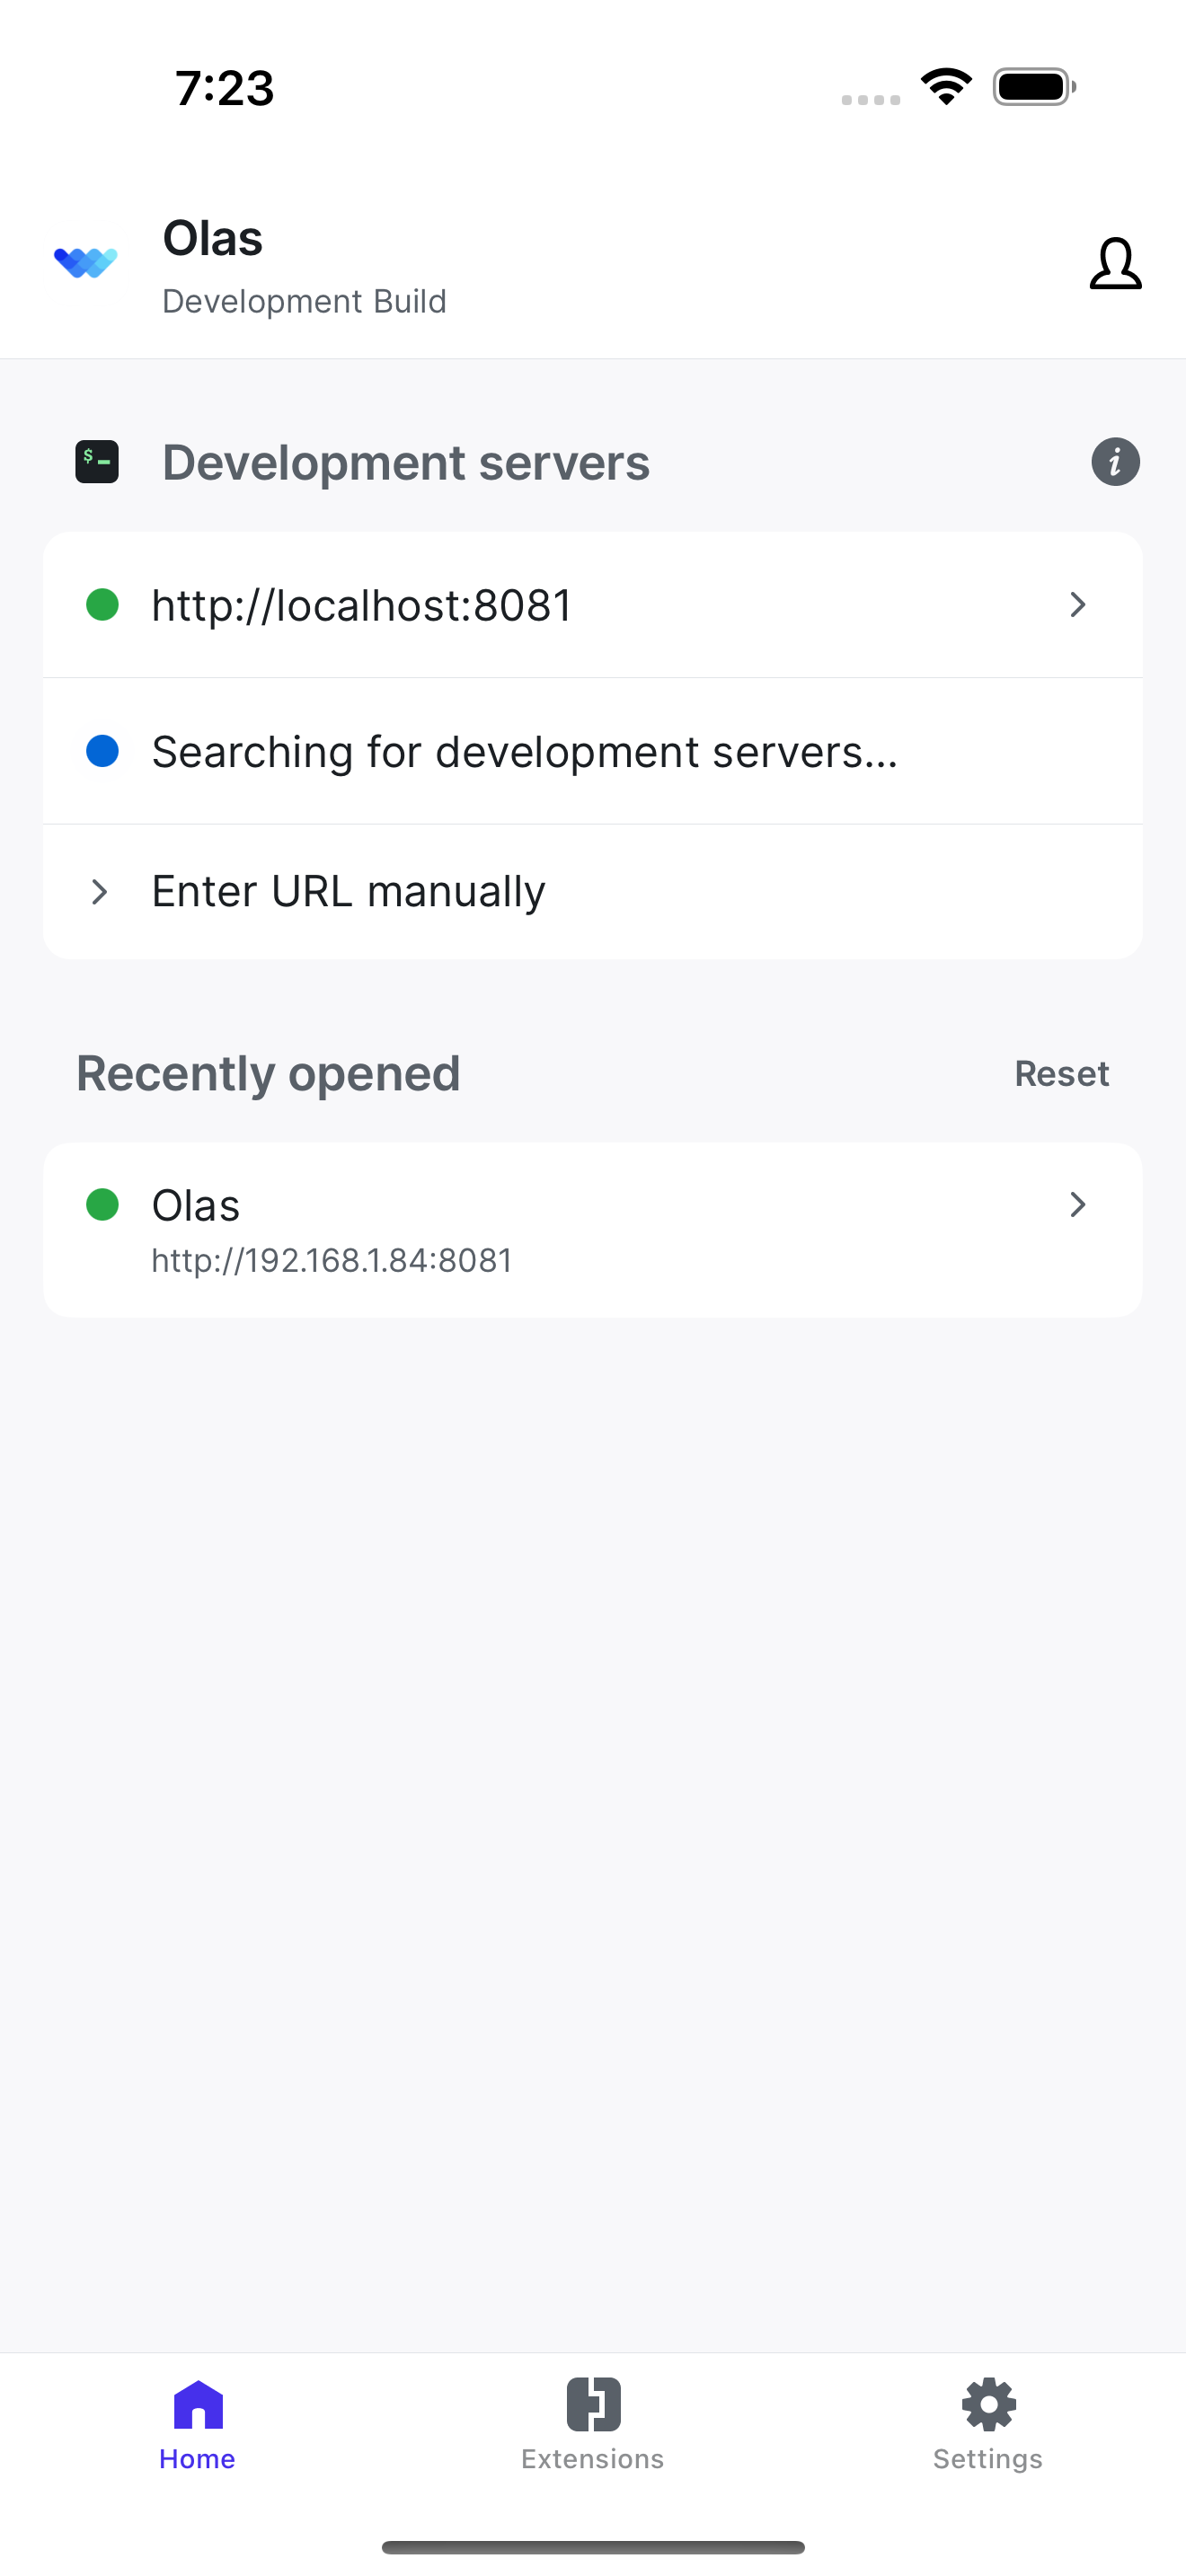 7:23
Olas
Development Build
$
Development servers
i
http://localhost:8081
Searching for development servers...
Enter URL manually
Recently opened
Reset
Olas
http://192.168.1.84:8081
Home
Extensions
Settings